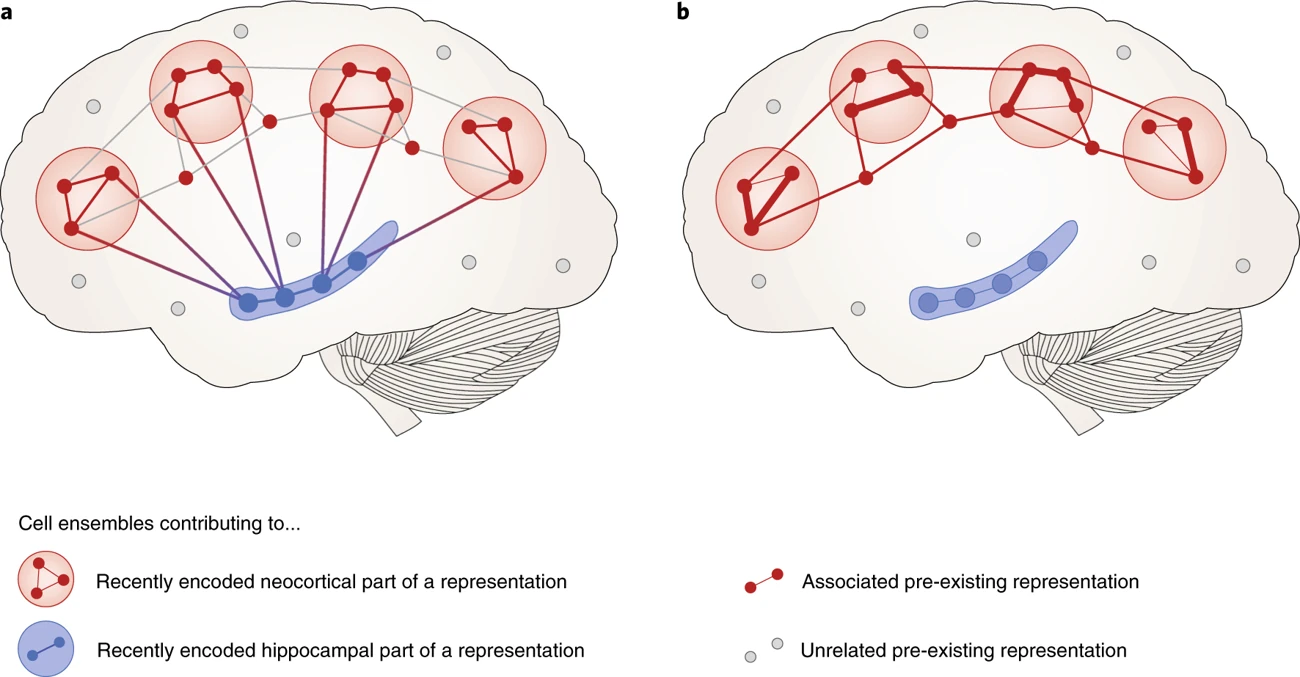 a
b
Cell ensembles contributing to...
Recently encoded neocortical part of a representation
Associated pre-existing representation
Recently encoded hippocampal part of a representation
Unrelated pre-existing representation